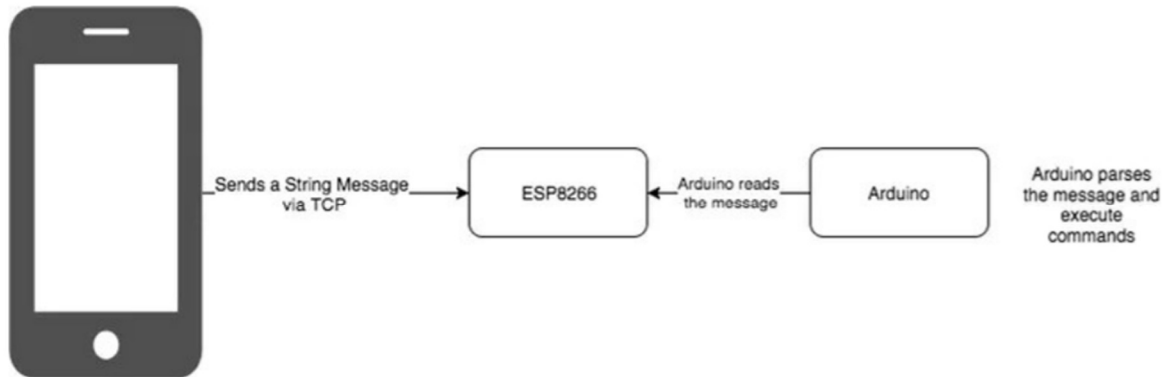 Sends a String Message
via TCP
ESP8266
Arduino reads
the message
Arduino
Arduino parses
the message and
execute
commands